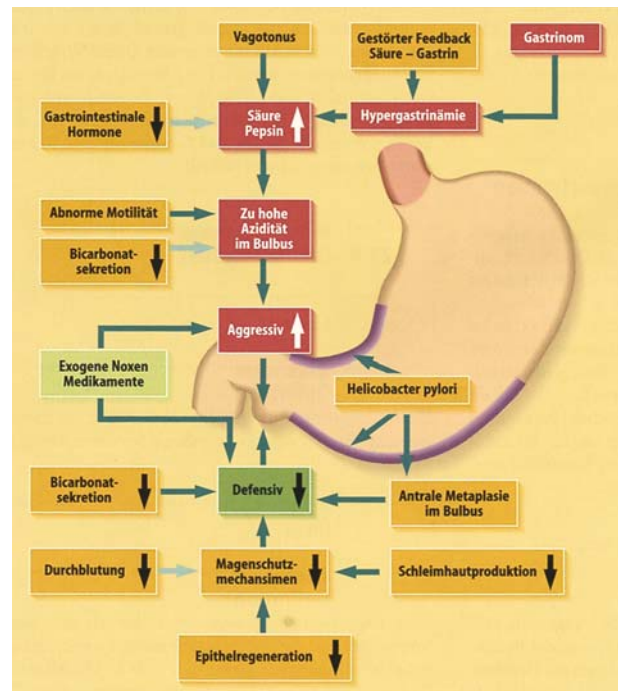 Vagotonus
Gestörter Feedback
Säure – Gastrin
Gastrinom
Gastrointestinale
Hormone
Säure
Pepsin
Hypergastrinämie
Abnorme Motilität
Zu hohe
Azidität
im Bulbus
Bicarbonat-
sekretion
Aggressiv
Exogene Noxen
Medikamente
Helicobacter pylori
Bicarbonat-
sekretion
Defensiv
Antrale Metaplasie
im Bulbus
Durchblutung
Magenschutz-
mechansimen
Schleimhautproduktion
Epithelregeneration